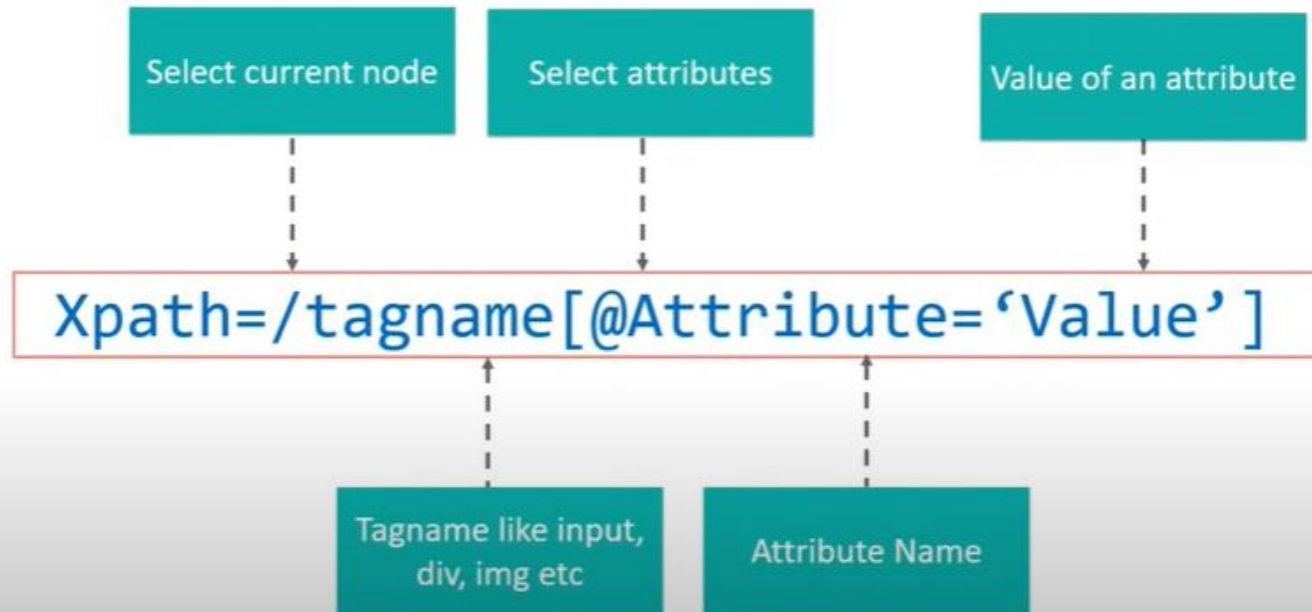 Select current node
Select attributes
Value of an attribute
Xpath=/tagname[@Attribute=‘Value’]
Tagname like input,
div, img etc
Attribute Name